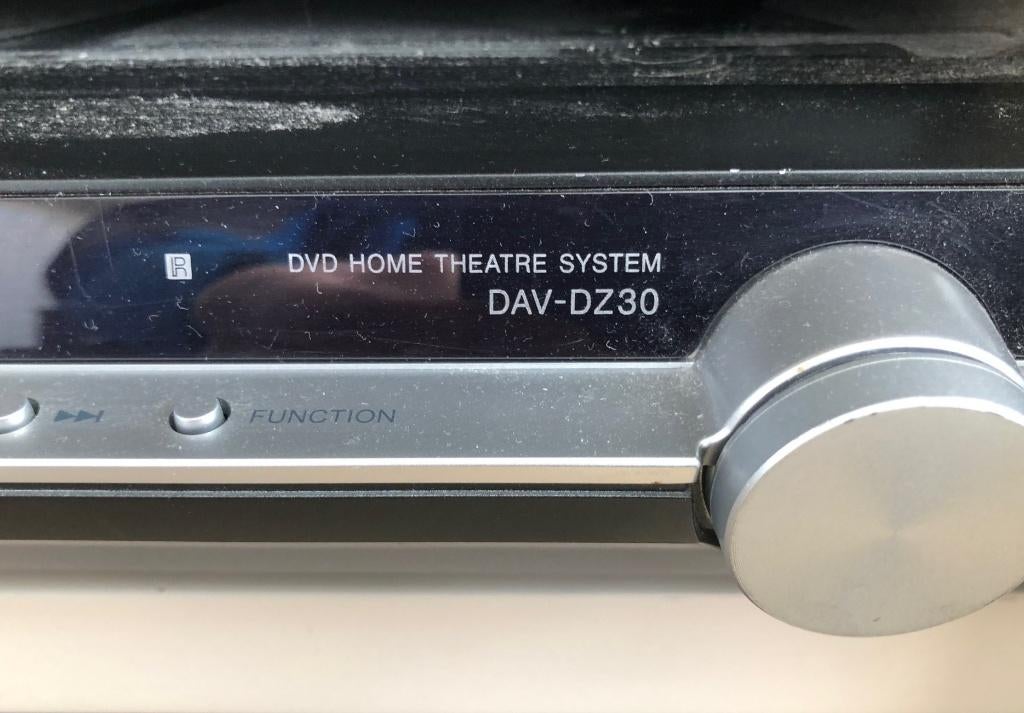 DVD HOME THEATRE SYSTEM
DAV-DZ30
FUNCTION